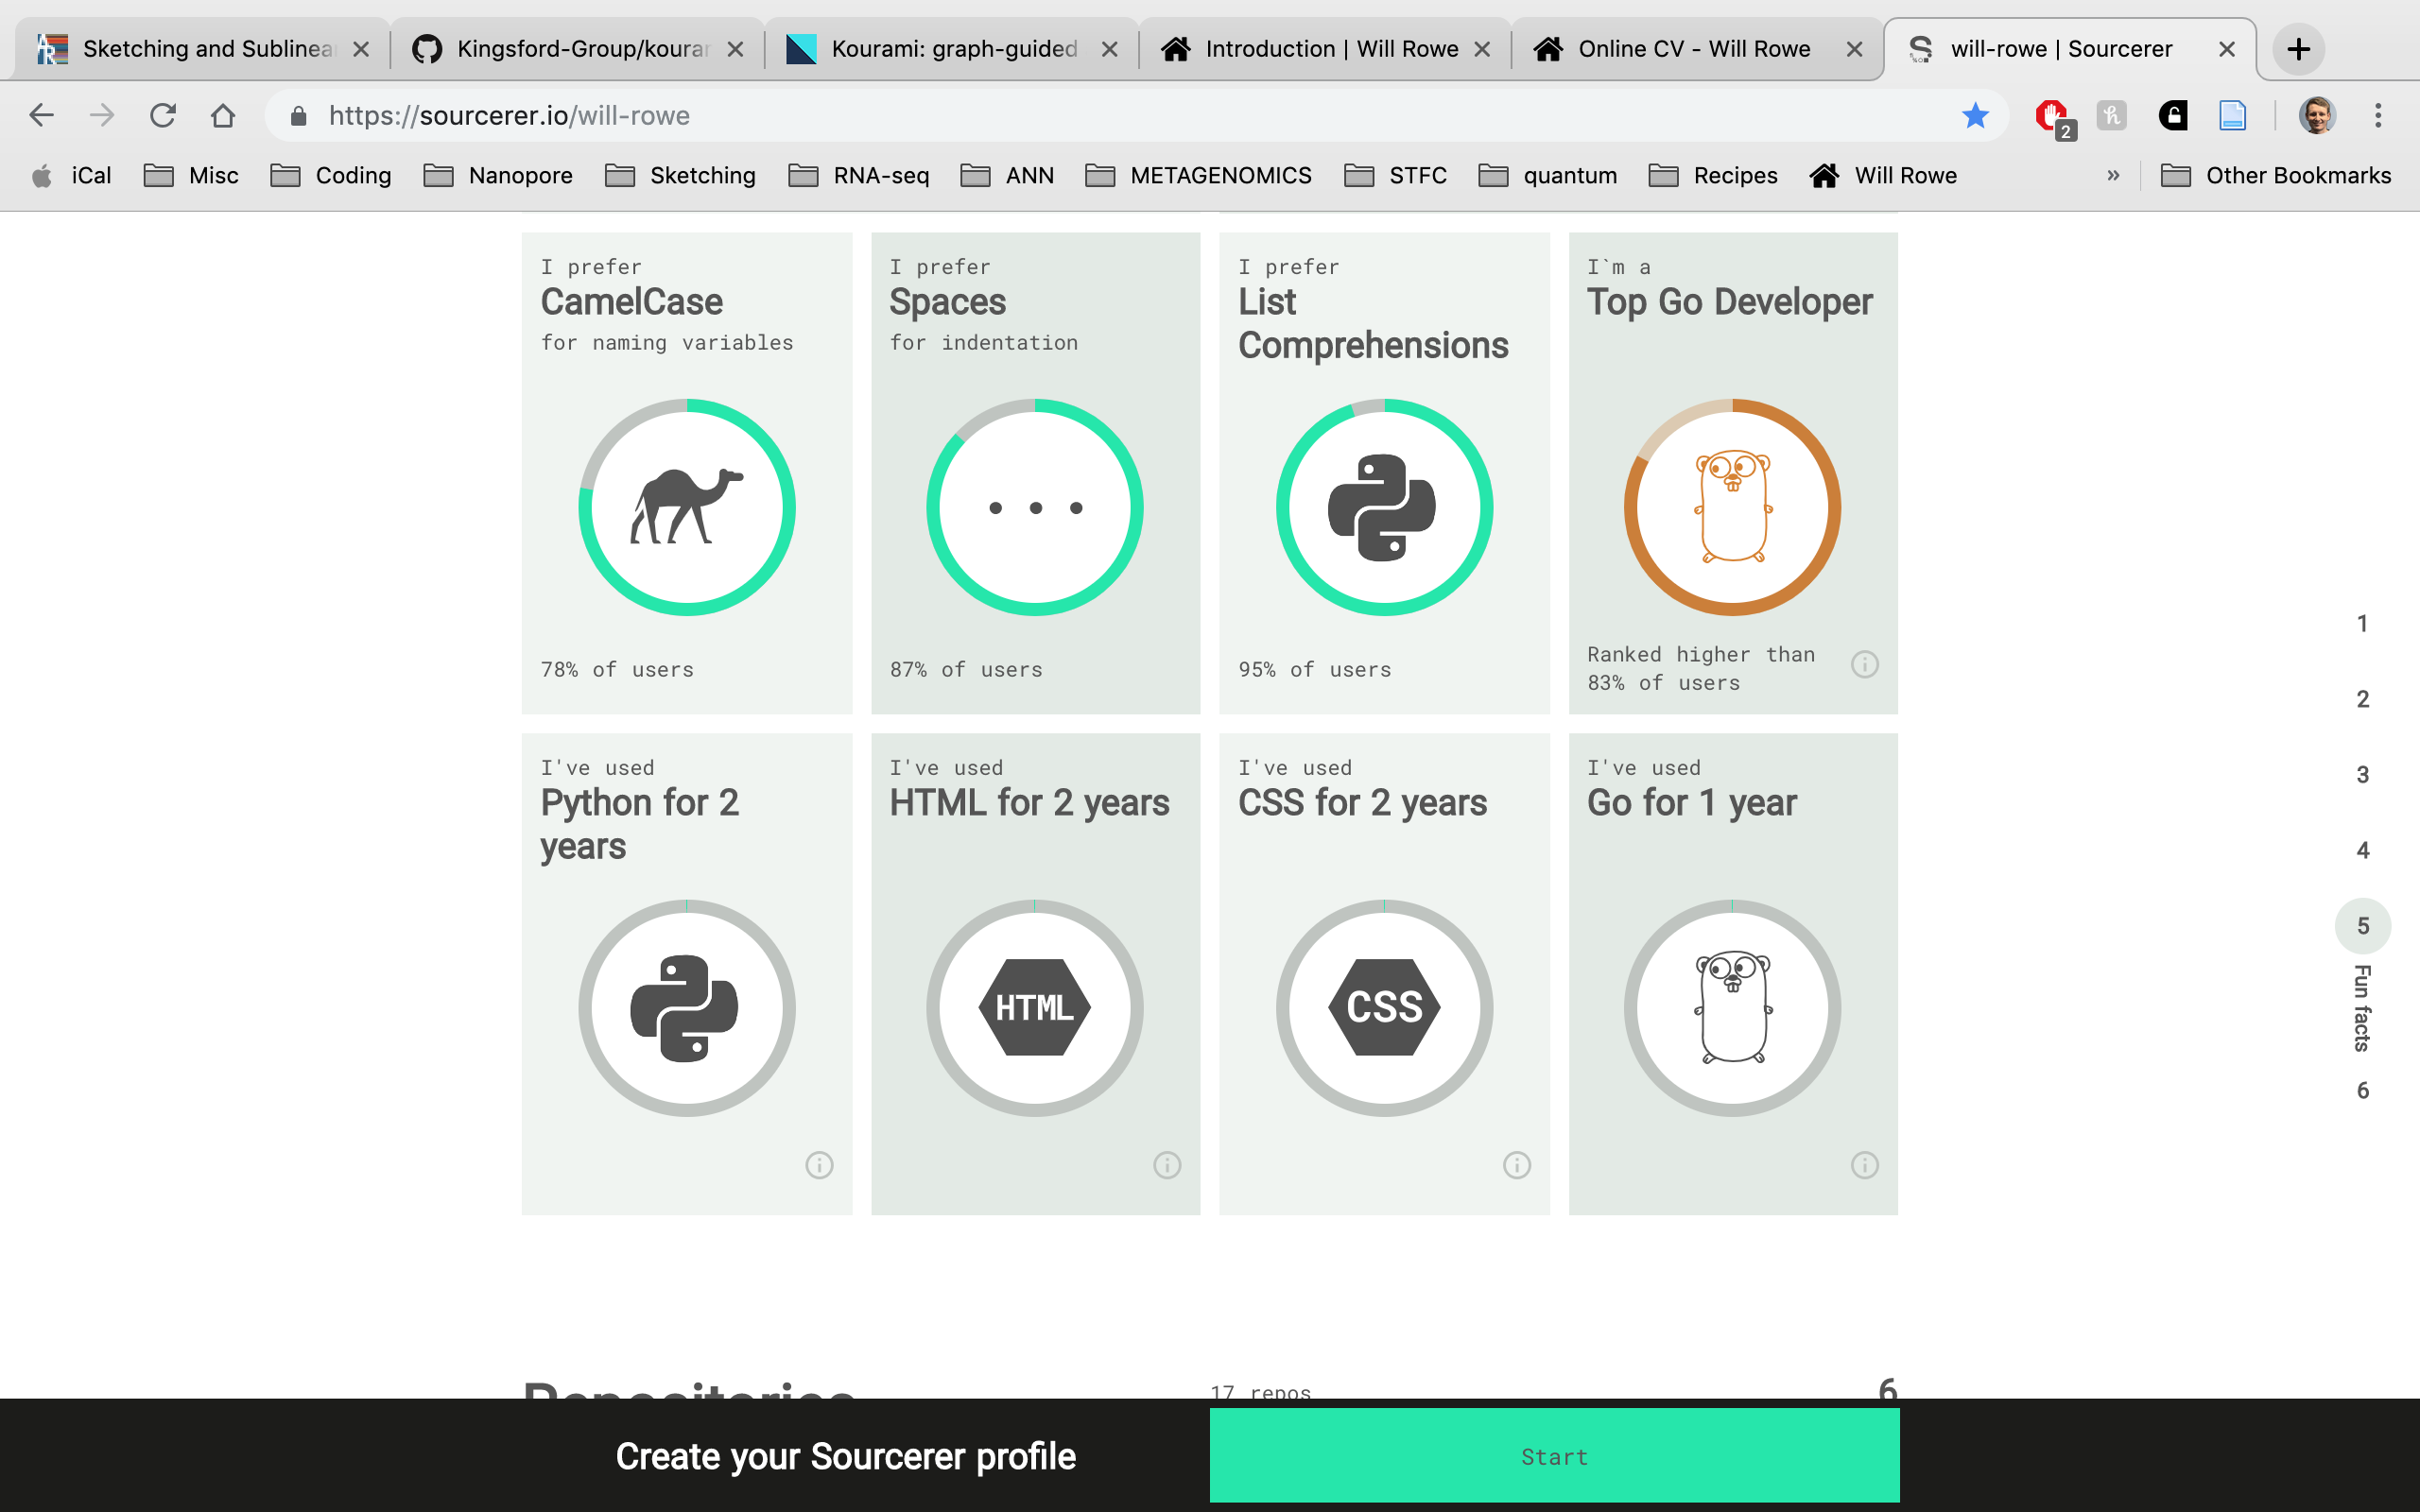 Sketching and Sublinea
Kingsford-Group/kouran
Kourami: graph-guided
Introduction | Will Rowe
Online CV - Will Rowe
will-rowe | Sourcerer
https://sourcerer.io/will-rowe
2
iCal
Misc
Coding
Nanopore
Sketching
RNA-seq
ANN
METAGENOMICS
STFC
quantum
Recipes
Will Rowe
»
Other Bookmarks
I prefer
CamelCase
for naming variables
78% of users
I prefer
Spaces
for indentation
87% of users
I prefer
List
Comprehensions
95% of users
I`m a
Top Go Developer
Ranked higher than
83% of users
I've used
Python for 2
years
I've used
HTML for 2 years
HTML
I've used
CSS for 2 years
CSS
I've used
Go for 1 year
1
2
3
4
5
Fun facts
6
Repositories
17 repos
6
Create your Sourcerer profile
Start